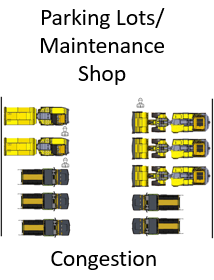 Parking Lots/
Maintenance
Shop
Congestion